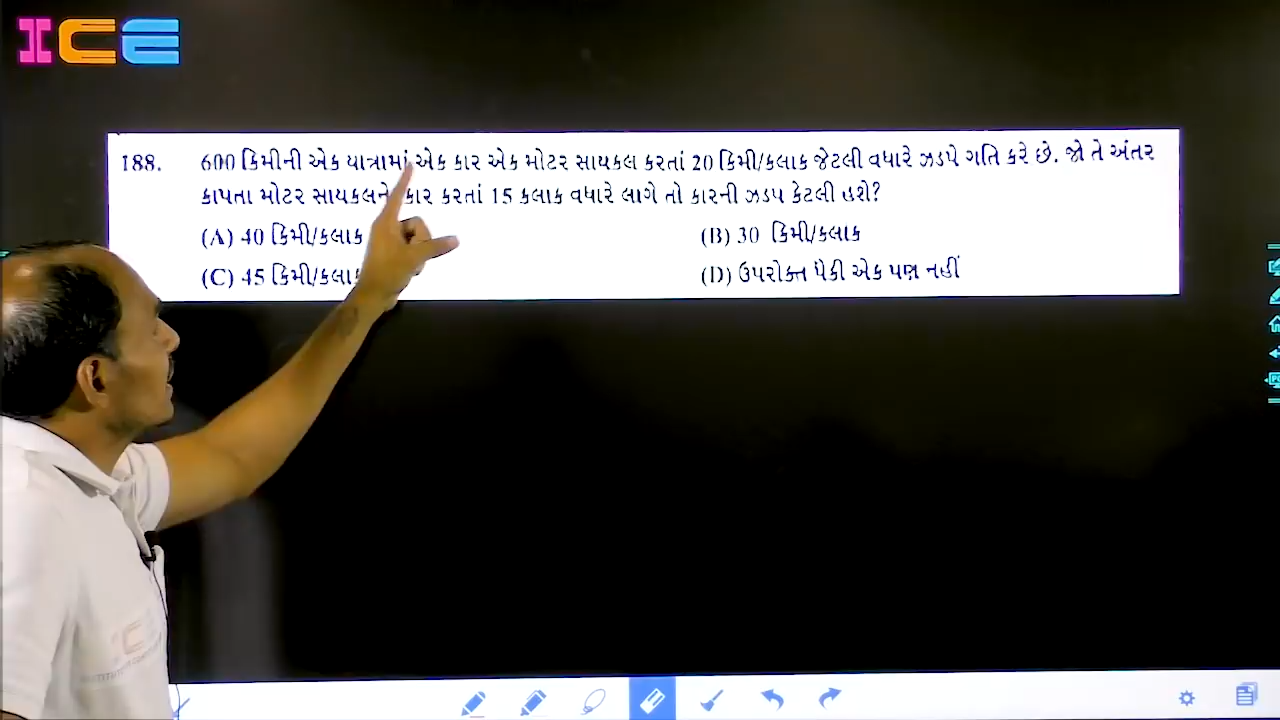 ICE
188. 600 કિમીની એક યાત્રામાં એક કાર એક મોટર સાયકલ કરતાં 20 કિમી/કલાક જેટલી વધારે ઝડપે ગતિ કરે છે. જો તે અંતર
કાપતા મોટર સાયકલને કાર કરતાં 15 કલાક વધારે લાગે તો કારની ઝડપ કેટલી હશે?
(A) 40 કિમી/કલાક (B) 30 કિમી/કલાક
(C) 45 કિમી/કલાક (D) ઉપરોક્ત પૈકી એક પણ નહીં